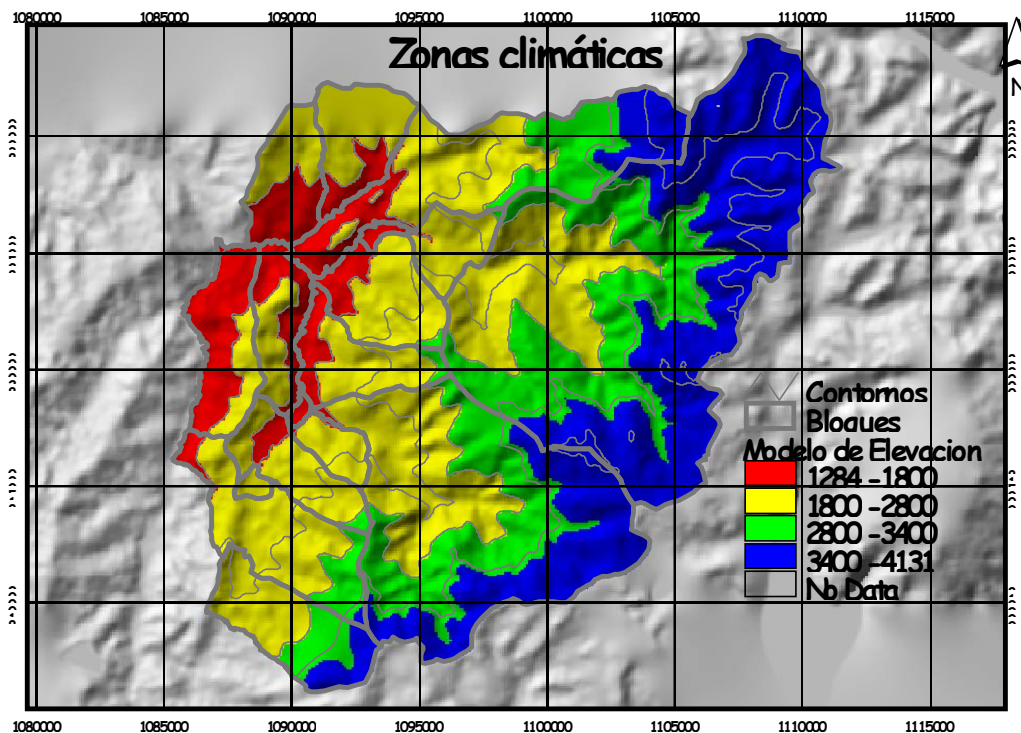 1080000 1085000 1090000 1095000 1100000 1105000 1110000 1115000
Zonas climáticas
N
Contornos
Bloques
Modelo de Elevacion
1284 - 1800
1800 - 2800
2800 - 3400
3400 - 4131
No Data
1080000 1085000 1090000 1095000 1100000 1105000 1110000 1115000